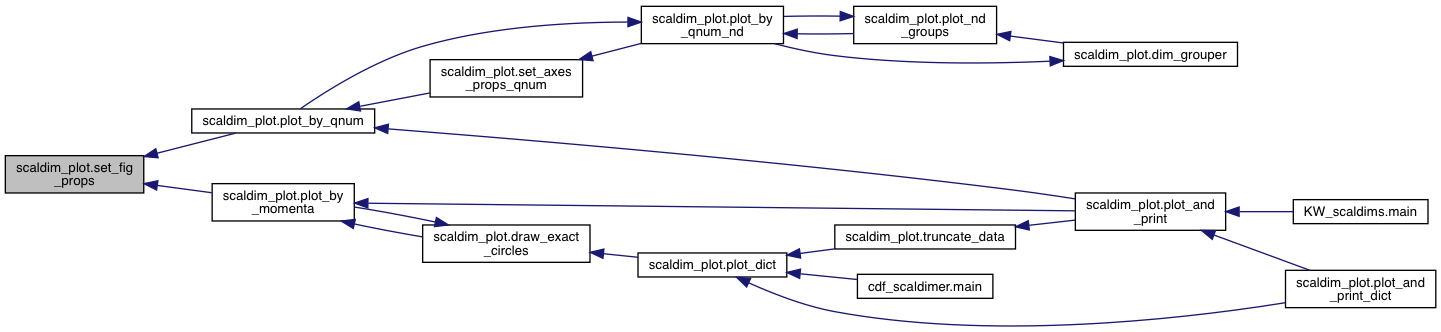 scaldim_plot.plot_by
_qnum_nd
scaldim_plot.plot_nd
_groups
scaldim_plot.dim_grouper
scaldim_plot.set_axes
_props_qnum
scaldim_plot.plot_by_qnum
scaldim_plot.set_fig
_props
scaldim_plot.plot_by
_momenta
scaldim_plot.plot_and
_print
KW_scaldims.main
scaldim_plot.draw_exact
_circles
scaldim_plot.truncate_data
scaldim_plot.plot_dict
cdf_scaldimer.main
scaldim_plot.plot_and
_print_dict